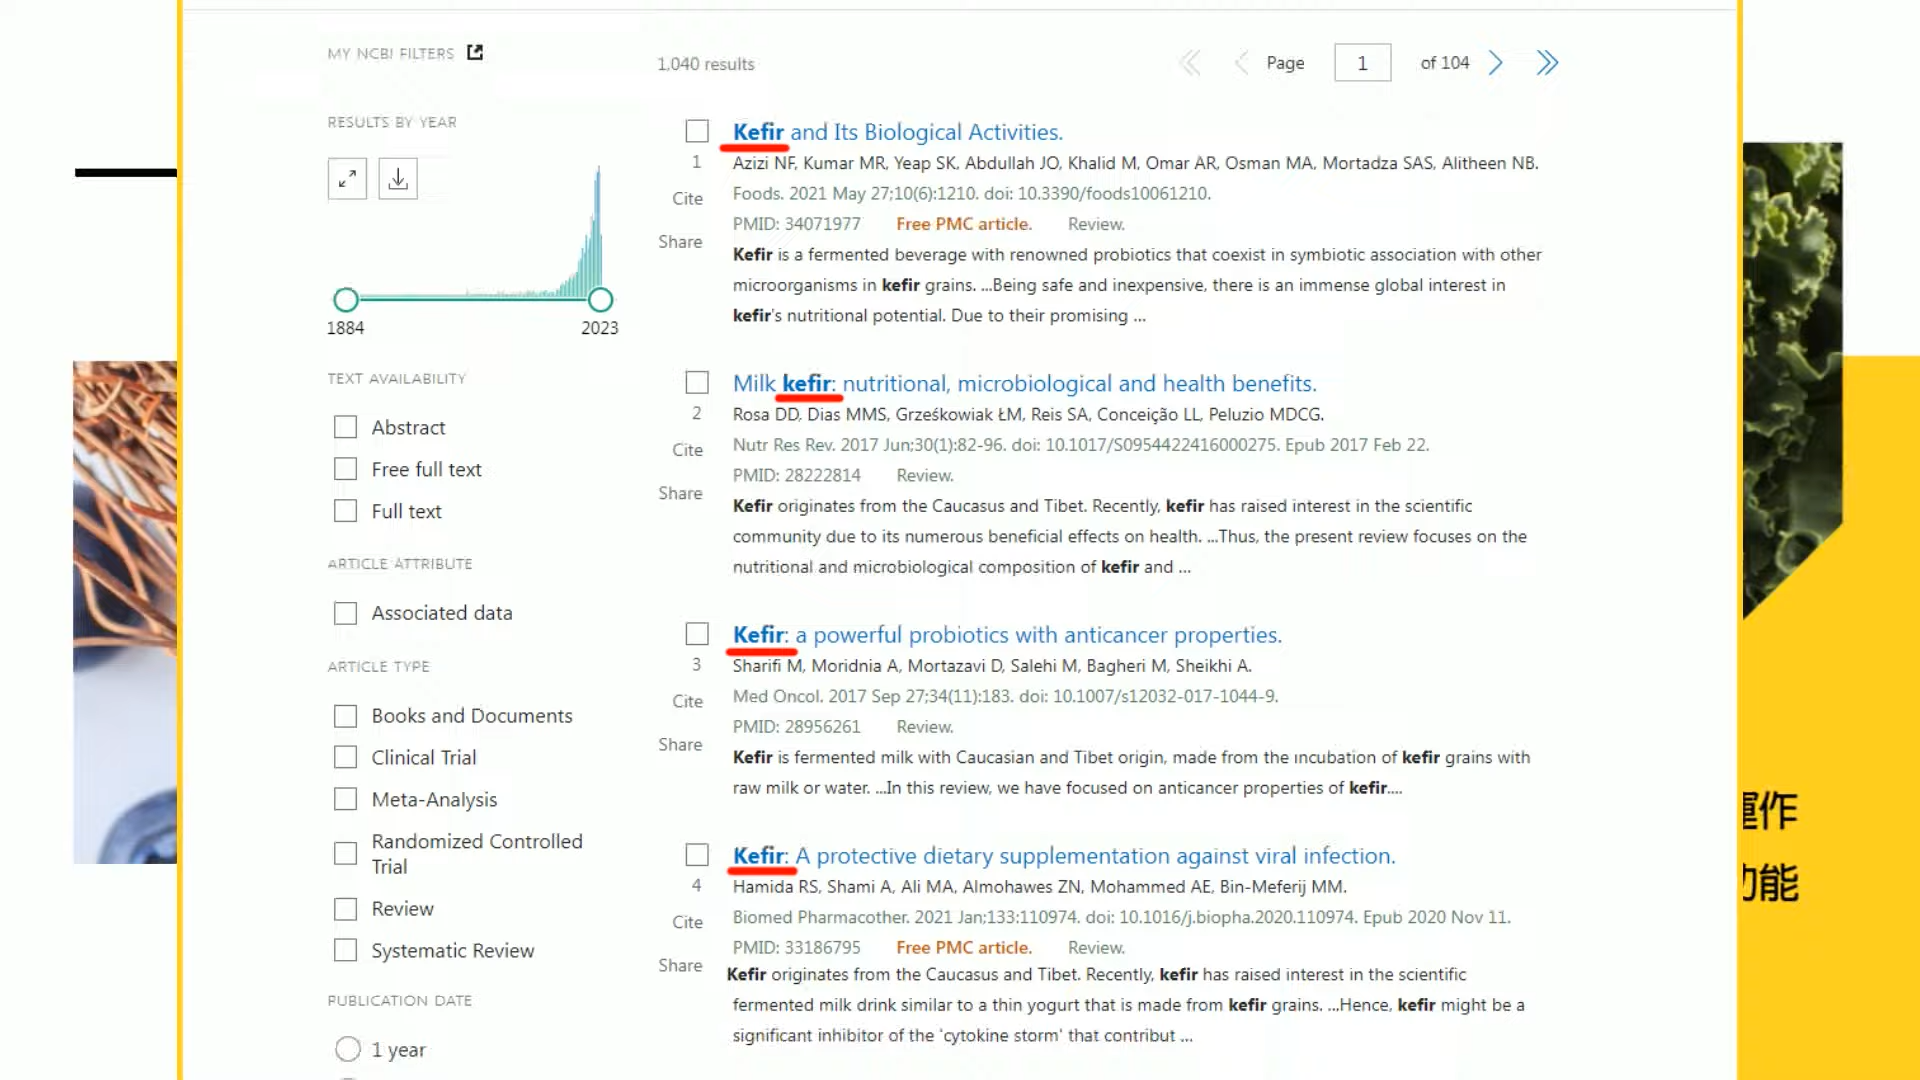 MY NCBI FILTERS
1,040 results
Page 1 of 104
RESULTS BY YEAR
1884 2023
TEXT AVAILABILITY
Abstract
Free full text
Full text
ARTICLE ATTRIBUTE
Associated data
ARTICLE TYPE
Books and Documents
Clinical Trial
Meta-Analysis
Randomized Controlled
Trial
Review
Systematic Review
PUBLICATION DATE
1 year
Kefir and Its Biological Activities.
1 Azizi NF, Kumar MR, Yeap SK, Abdullah JO, Khalid M, Omar AR, Osman MA, Mortadza SAS, Alitheen NB.
Cite Foods. 2021 May 27;10(6):1210. doi: 10.3390/foods10061210.
PMID: 34071977 Free PMC article. Review.
Share
Kefir is a fermented beverage with renowned probiotics that coexist in symbiotic association with other
microorganisms in kefir grains. ...Being safe and inexpensive, there is an immense global interest in
kefir's nutritional potential. Due to their promising ...
Milk kefir: nutritional, microbiological and health benefits.
2 Rosa DD, Dias MMS, Grześkowiak ŁM, Reis SA, Conceição LL, Peluzio MDCG.
Cite Nutr Res Rev. 2017 Jun;30(1):82-96. doi: 10.1017/S0954422416000275. Epub 2017 Feb 22.
PMID: 28222814 Review.
Share
Kefir originates from the Caucasus and Tibet. Recently, kefir has raised interest in the scientific
community due to its numerous beneficial effects on health. ...Thus, the present review focuses on the
nutritional and microbiological composition of kefir and ...
Kefir: a powerful probiotics with anticancer properties.
3 Sharifi M, Moridnia A, Mortazavi D, Salehi M, Bagheri M, Sheikhi A.
Cite Med Oncol. 2017 Sep 27;34(11):183. doi: 10.1007/s12032-017-1044-9.
PMID: 28956261 Review.
Share
Kefir is fermented milk with Caucasian and Tibet origin, made from the incubation of kefir grains with
raw milk or water. ...In this review, we have focused on anticancer properties of kefir....
Kefir: A protective dietary supplementation against viral infection.
4 Hamida RS, Shami A, Ali MA, Almohawes ZN, Mohammed AE, Bin-Meferij MM.
Cite Biomed Pharmacother. 2021 Jan;133:110974. doi: 10.1016/j.biopha.2020.110974. Epub 2020 Nov 11.
PMID: 33186795 Free PMC article. Review.
Share
Kefir originates from the Caucasus and Tibet. Recently, kefir has raised interest in the scientific
fermented milk drink similar to a thin yogurt that is made from kefir grains. ...Hence, kefir might be a
significant inhibitor of the 'cytokine storm' that contribut ...
作
能